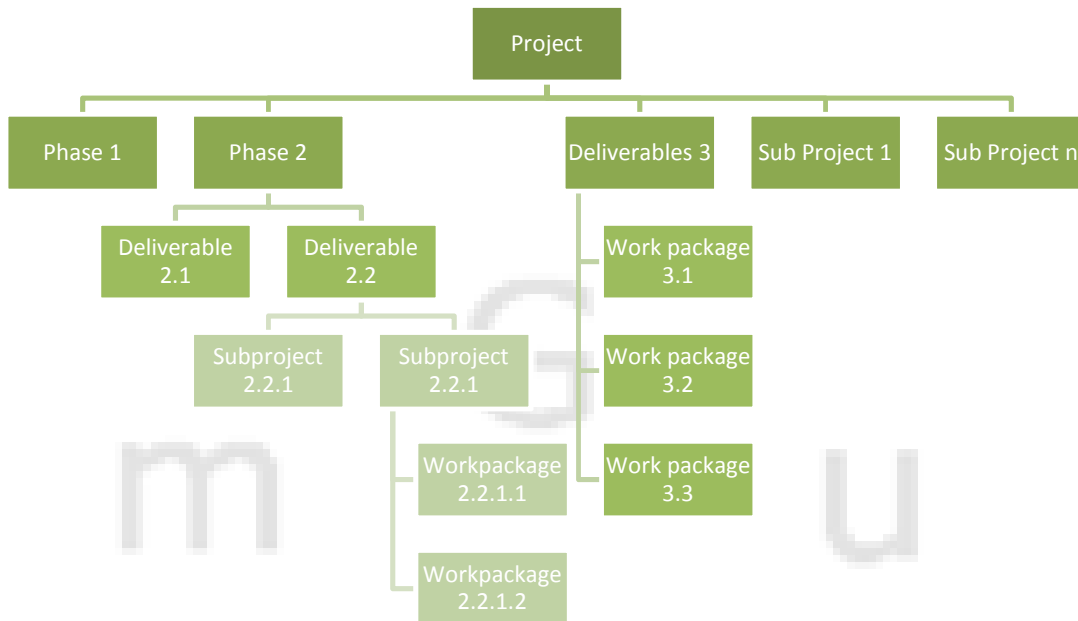 Project
Phase 1
Phase 2
Deliverables 3
Sub Project 1
Sub Project n
Deliverable
2.1
Deliverable
2.2
Work package
3.1
Subproject
2.2.1
Subproject
2.2.1
Work package
3.2
Workpackage
2.2.1.1
Work package
3.3
Workpackage
2.2.1.2
m
G
u